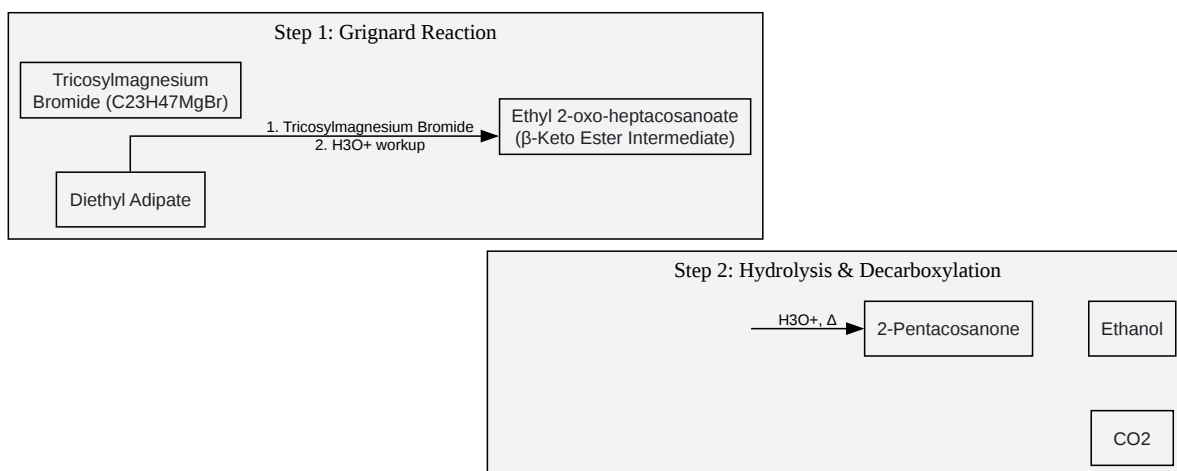 Step 1: Grignard Reaction
Tricosylmagnesium
Bromide (C23H47MgBr)
1. Tricosylmagnesium Bromide
2. H3O+ workup
Ethyl 2-oxo-heptacosanoate
(β-Keto Ester Intermediate)
Diethyl Adipate
Step 2: Hydrolysis & Decarboxylation
H3O+, Δ
2-Pentacosanone
Ethanol
CO2